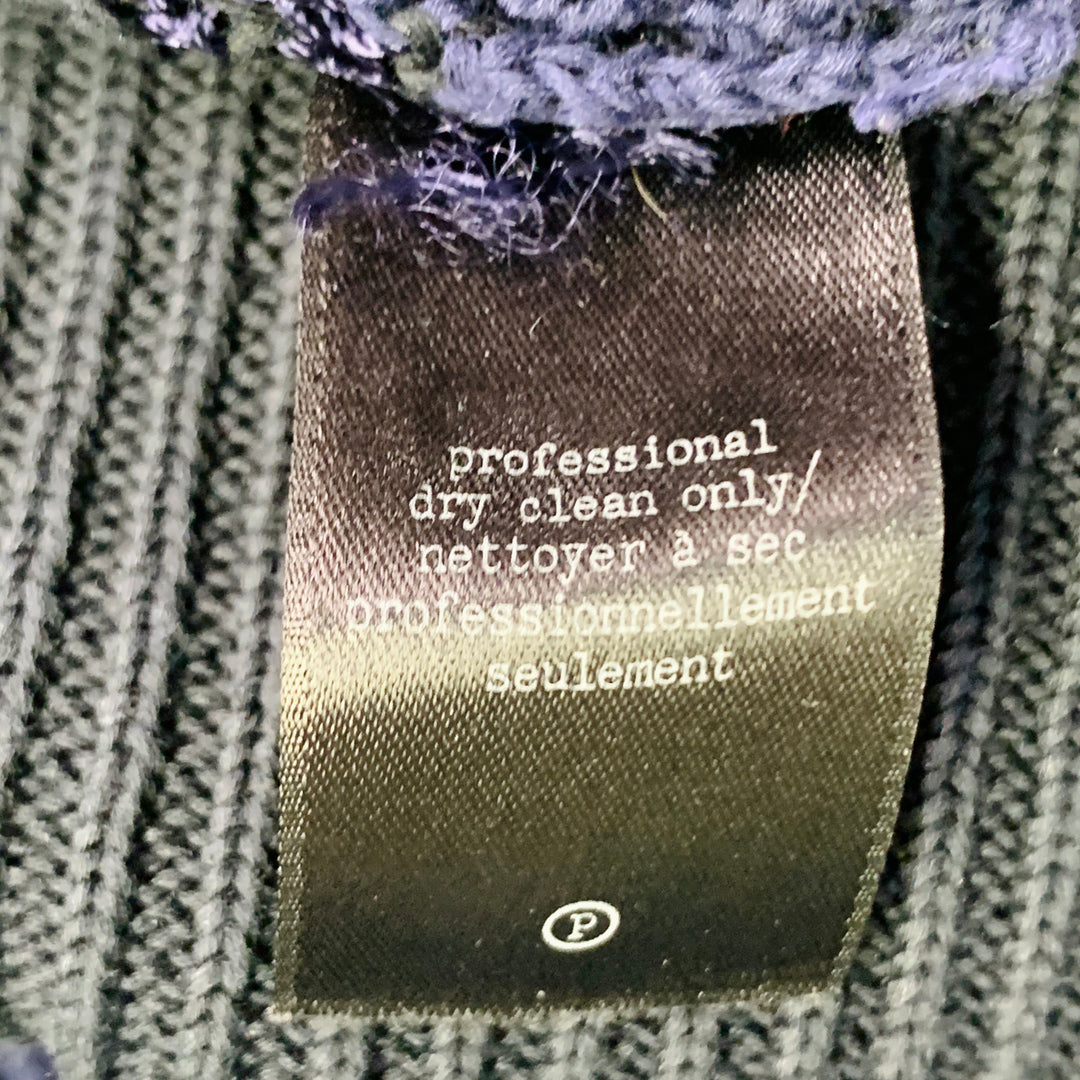 professional
dry clean only/
nettoyer à sec
professionnellement
seulement
P